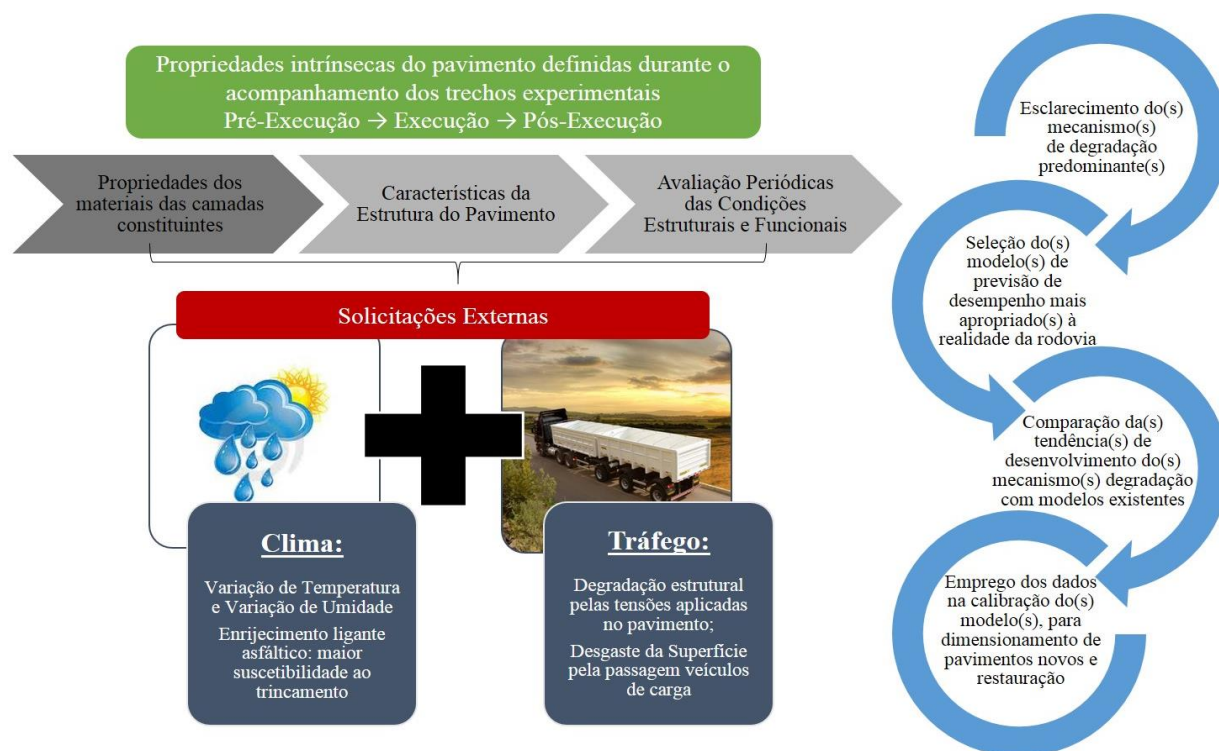 Propriedades intrínsecas do pavimento definidas durante o
acompanhamento dos trechos experimentais
Pré-Execução → Execução → Pós-Execução
Propriedades dos
materiais das camadas
constituintes
Características da
Estrutura do Pavimento
Avaliação Periódicas
das Condições
Estruturais e Funcionais
Solicitações Externas
Clima:
Variação de Temperatura
e Variação de Umidade
Enrijecimento ligante
asfáltico: maior
suscetibilidade ao
trincamento
Tráfego:
Degradação estrutural
pelas tensões aplicadas
no pavimento;
Desgaste da Superfície
pela passagem veículos
de carga
Esclarecimento do(s)
mecanismo(s)
de degradação
predominante(s)
Seleção do(s)
modelo(s) de
previsão de
desempenho mais
apropriado(s) à
realidade da rodovia
Comparação da(s)
tendência(s) de
desenvolvimento do(s)
mecanismo(s) degradação
com modelos existentes
Emprego dos dados
na calibração do(s)
modelo(s), para
dimensionamento de
pavimentos novos e
restauração